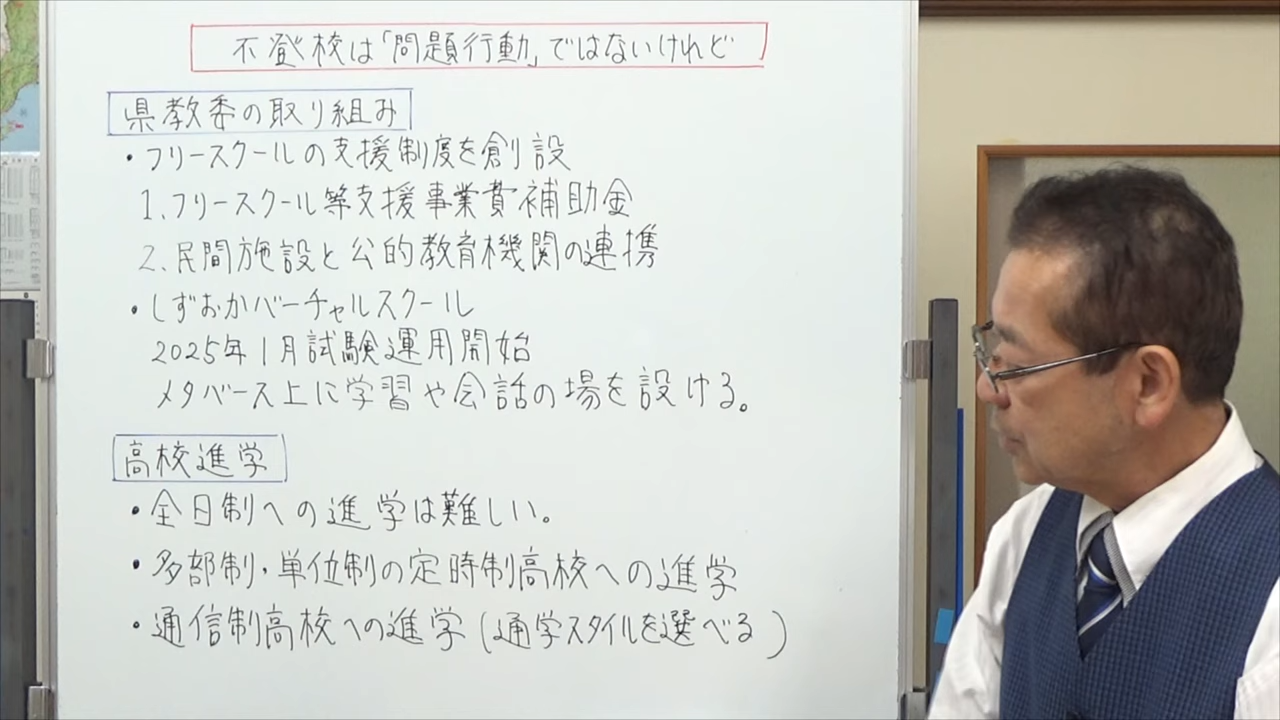 不登校は「問題行動」ではないけれど
県教委の取り組み
・フリースクールの支援制度を創設
1.フリースクール等支援事業費補助金
2.民間施設と公的教育機関の連携
・しずおかバーチャルスクール
2025年1月試験運用開始
メタバース上に学習や会話の場を設ける。
高校進学
・全日制への進学は難しい。
・多部制・単位制の定時制高校への進学
・通信制高校への進学(通学スタイルを選べる)